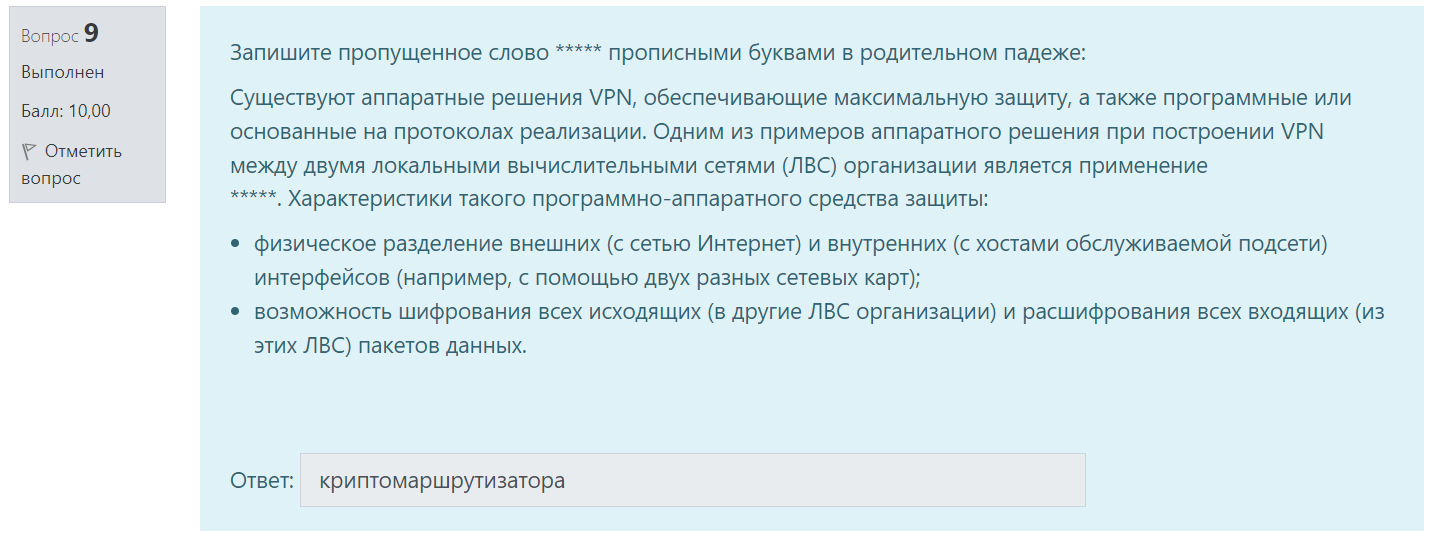 Вопрос 9
Выполнен
Балл: 10,00
Отметить
вопрос
Запишите пропущенное слово ***** прописными буквами в родительном падеже:
Существуют аппаратные решения VPN, обеспечивающие максимальную защиту, а также программные или
основанные на протоколах реализации. Одним из примеров аппаратного решения при построении VPN
между двумя локальными вычислительными сетями (ЛВС) организации является применение
*****. Характеристики такого программно-аппаратного средства защиты:
• физическое разделение внешних (с сетью Интернет) и внутренних (с хостами обслуживаемой подсети)
интерфейсов (например, с помощью двух разных сетевых карт);
• возможность шифрования всех исходящих (в другие ЛВС организации) и расшифрования всех входящих (из
этих ЛВС) пакетов данных.
Ответ: криптомаршрутизатора